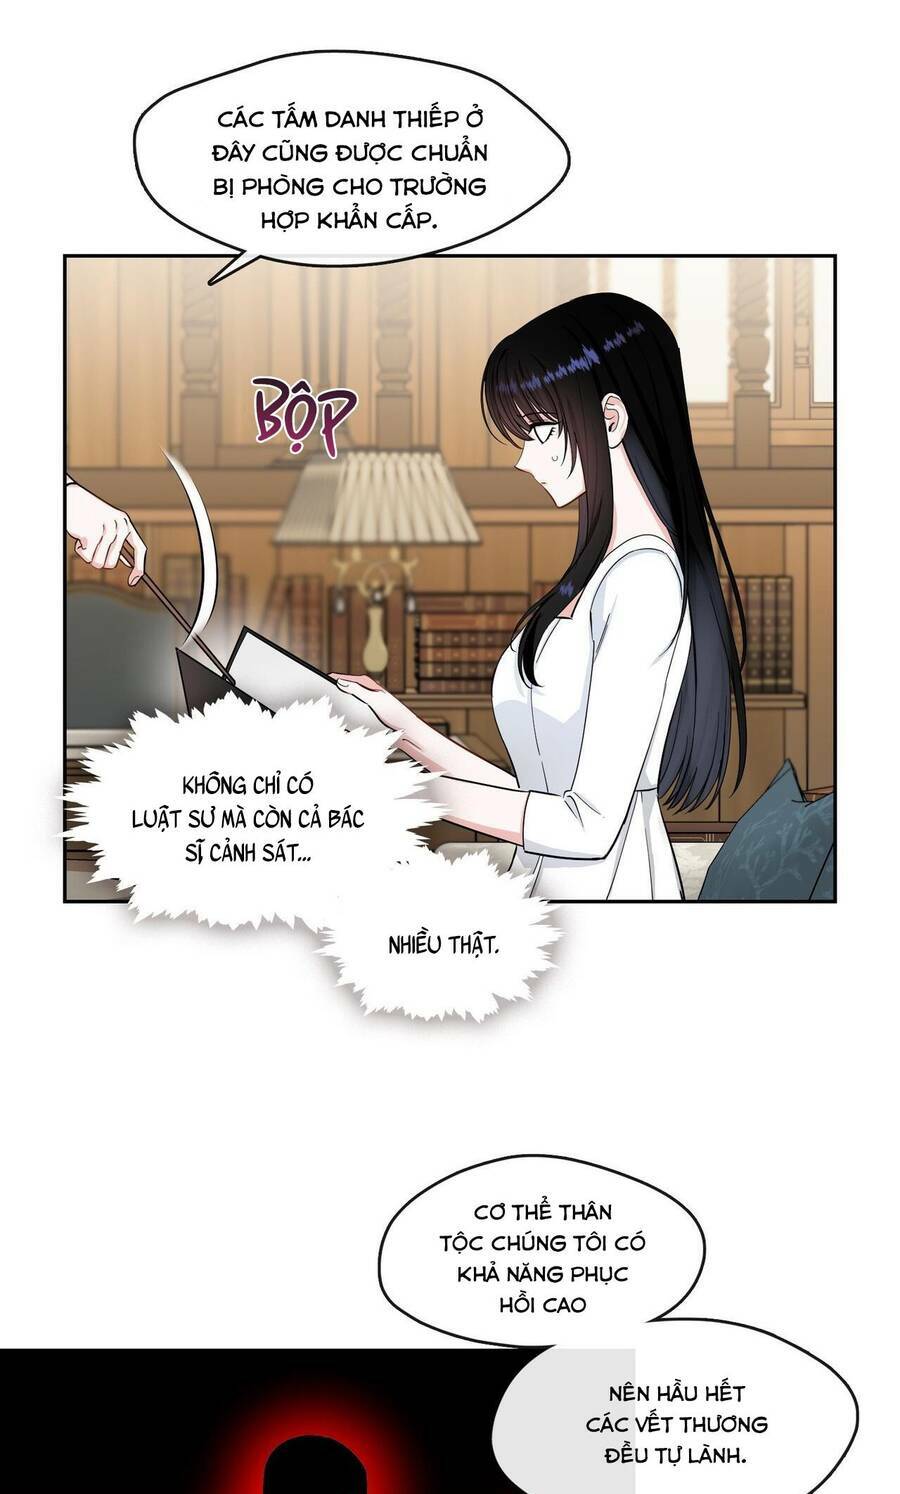 CÁC TẤM DANH THIẾP Ở
ĐÂY CŨNG ĐƯỢC CHUẨN
BỊ PHÒNG CHO TRƯỜNG
HỢP KHẨN CẤP.
BỘP
KHÔNG CHỈ CÓ
LUẬT SƯ MÀ CÒN CẢ BÁC
SĨ CẢNH SÁT...
NHIỀU THẬT.
CƠ THỂ THÂN
TỘC CHÚNG TÔI CÓ
KHẢ NĂNG PHỤC
HỒI CAO
NÊN HẦU HẾT
CÁC VẾT THƯƠNG
ĐỀU TỰ LÀNH.